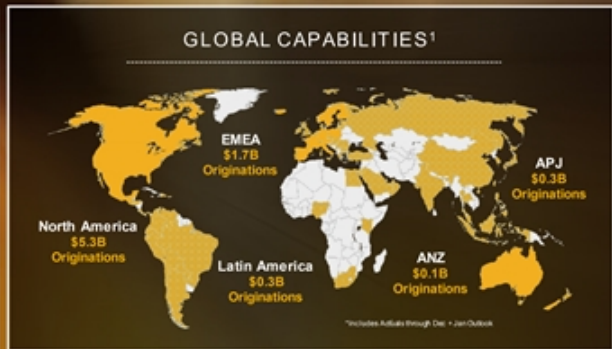 GLOBAL CAPABILITIES¹
EMEA
$1.7B
Originations
APJ
$0.3B
Originations
North America
$5.3B
Originations
Latin America
$0.3B
Originations
ANZ
$0.1B
Originations
¹Includes Actuals through Dec + Jan Outlook